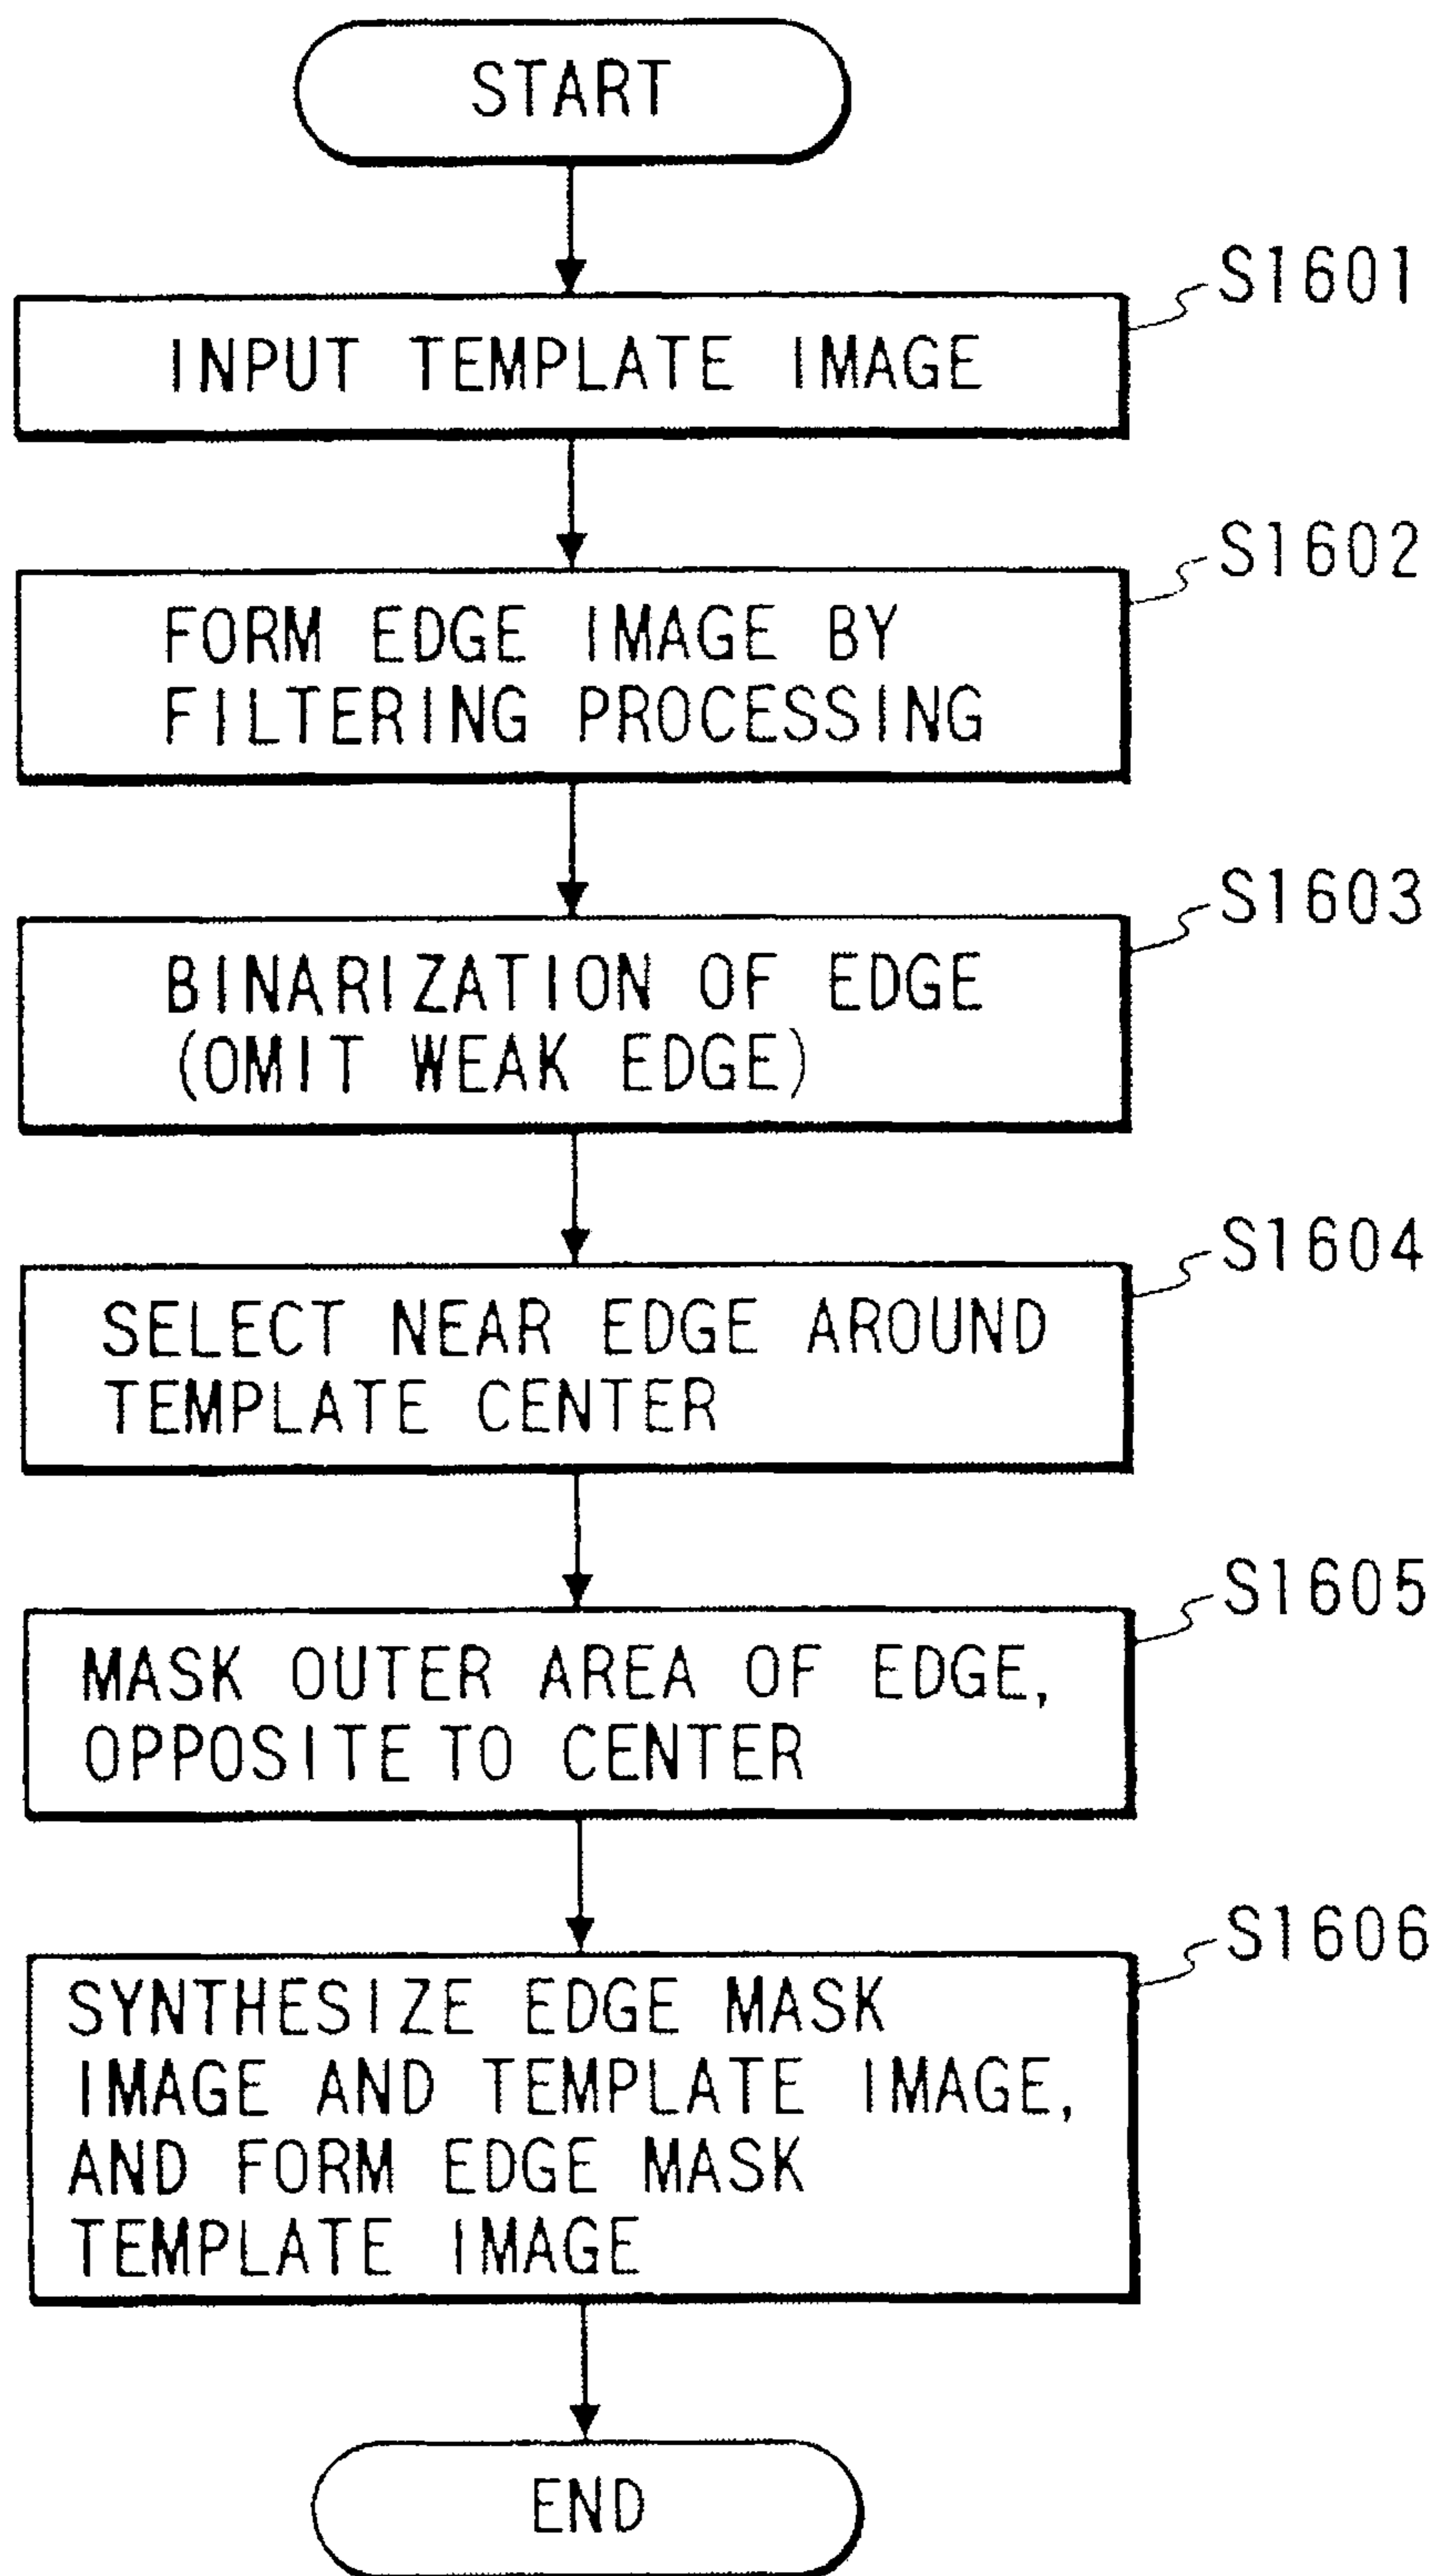 START
S1601
INPUT TEMPLATE IMAGE
S1602
FORM EDGE IMAGE BY
FILTERING PROCESSING
S1603
BINARIZATION OF EDGE
(OMIT WEAK EDGE)
S1604
SELECT NEAR EDGE AROUND
TEMPLATE CENTER
S1605
MASK OUTER AREA OF EDGE,
OPPOSITE TO CENTER
S1606
SYNTHESIZE EDGE MASK
IMAGE AND TEMPLATE IMAGE,
AND FORM EDGE MASK
TEMPLATE IMAGE
END